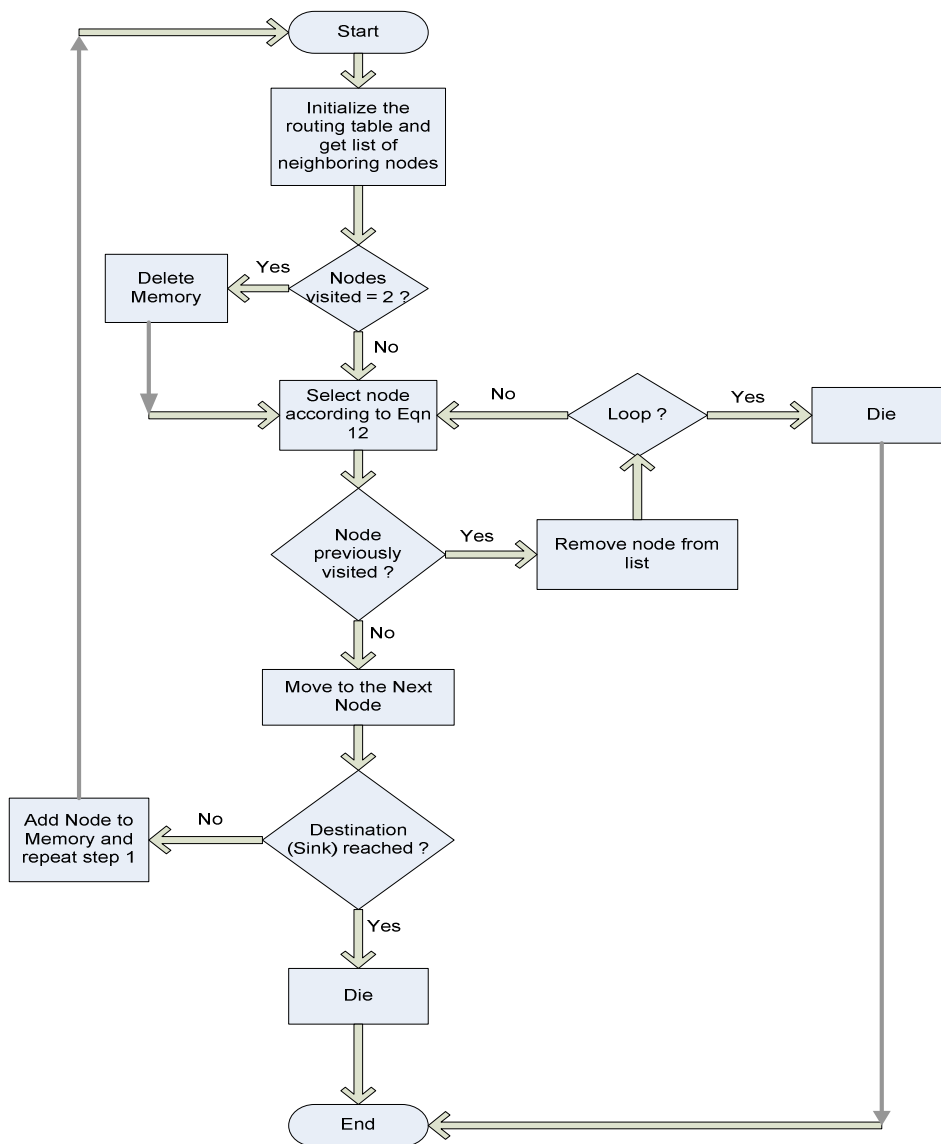 Start
Initialize the
routing table and
get list of
neighboring nodes
Yes
Delete
Memory
Nodes
visited = 2 ?
No
Select node
according to Eqn
12
No
Loop ?
Yes
Die
Node
previously
visited ?
Yes
Remove node from
list
No
Move to the Next
Node
Add Node to
Memory and
repeat step 1
No
Destination
(Sink) reached ?
Yes
Die
End